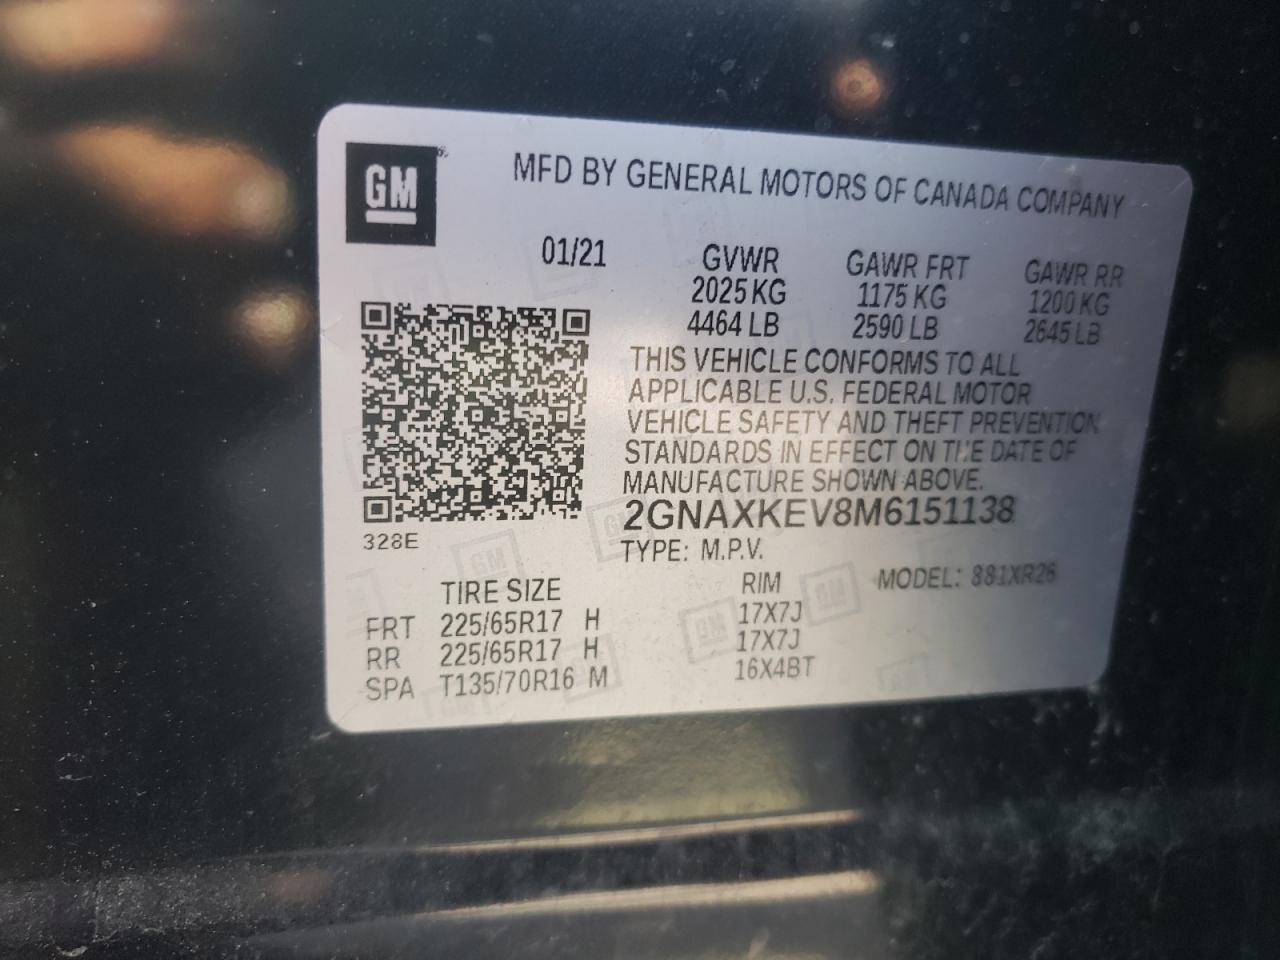 GM
MFD BY GENERAL MOTORS OF CANADA COMPANY
01/21 GVWR GAWR FRT GAWR RR
2025 KG 1175 KG 1200 KG
4464 LB 2590 LB 2645 LB
THIS VEHICLE CONFORMS TO ALL
APPLICABLE U.S. FEDERAL MOTOR
VEHICLE SAFETY AND THEFT PREVENTION
STANDARDS IN EFFECT ON THE DATE OF
MANUFACTURE SHOWN ABOVE.
2GNAXKEV8M6151138
328E
TYPE: M.P.V.
TIRE SIZE RIM MODEL: 881XR26
FRT 225/65R17 H 17X7J
RR 225/65R17 H 17X7J
SPA T135/70R16 M 16X4BT